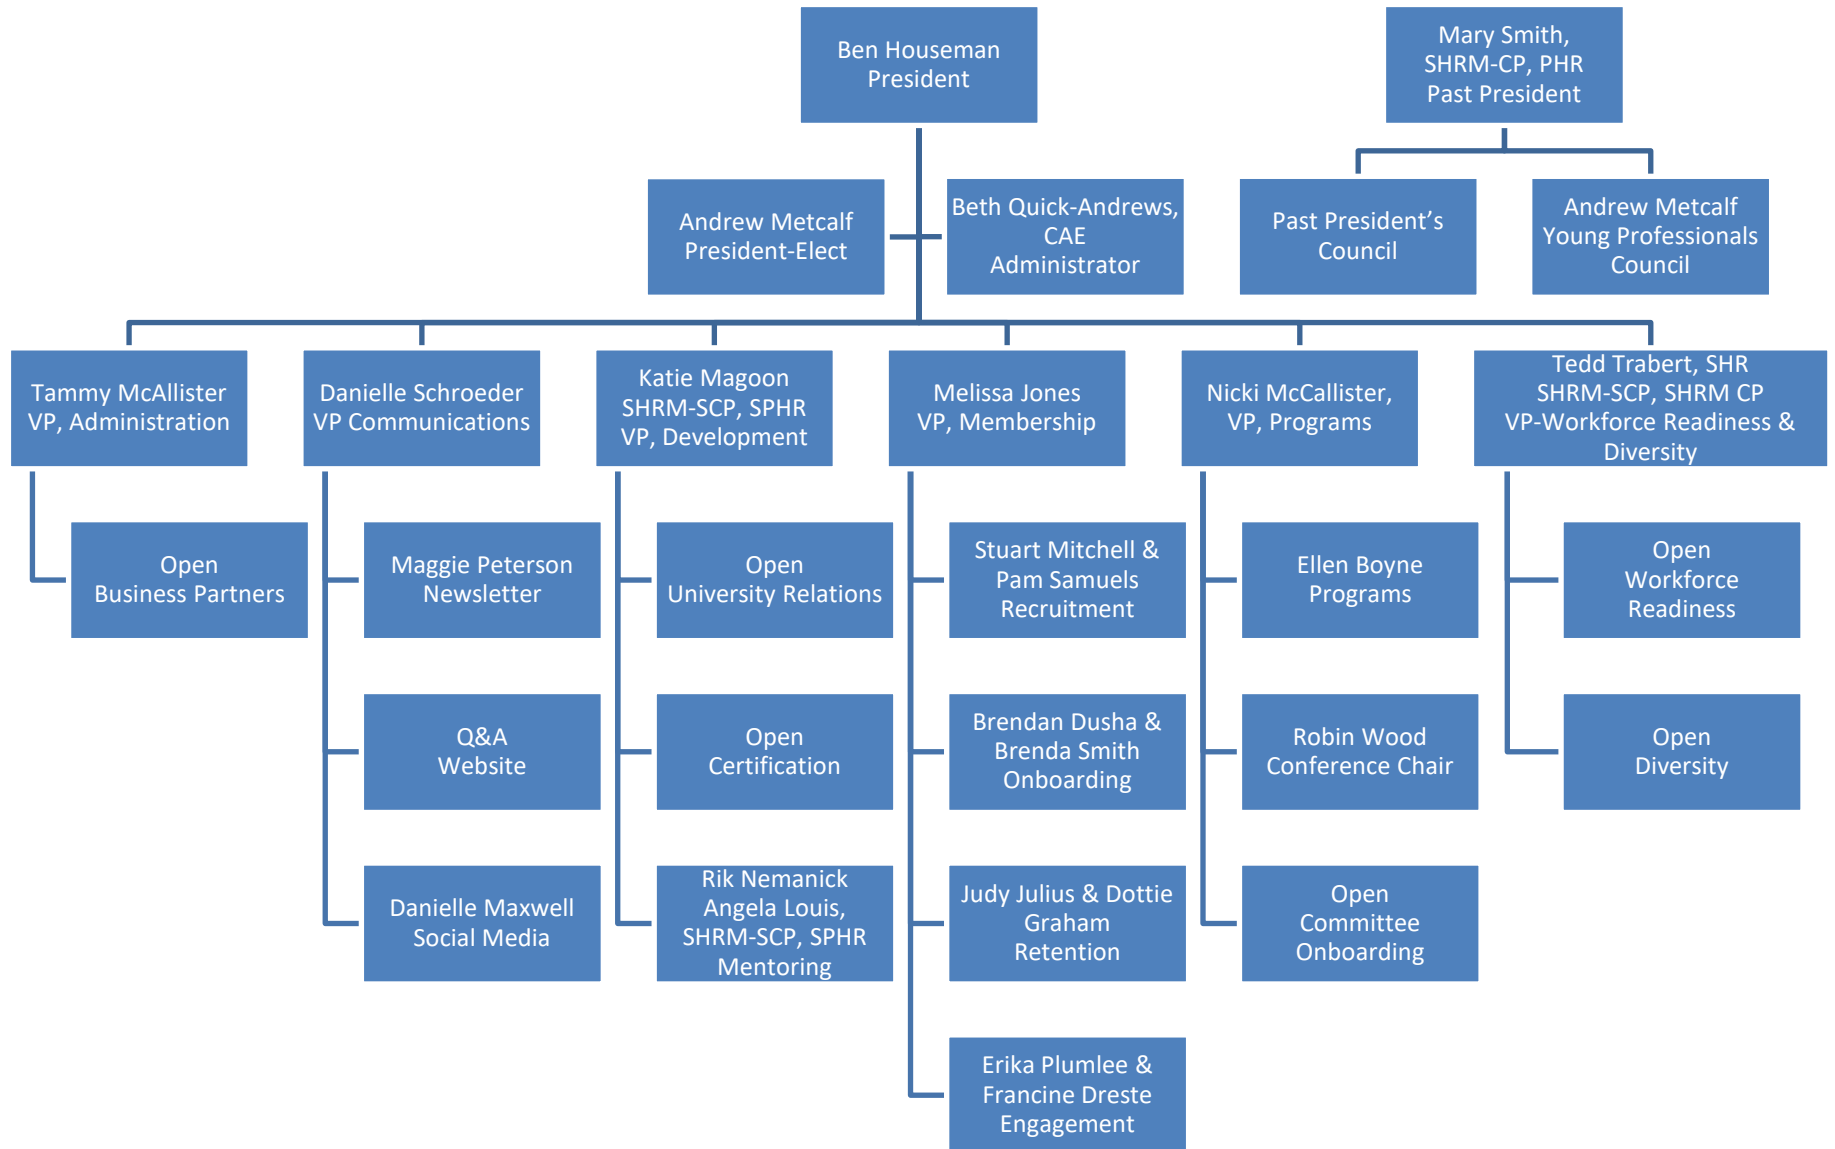 Ben Houseman
President
Mary Smith,
SHRM-CP, PHR
Past President
Andrew Metcalf
President-Elect
Beth Quick-Andrews,
CAE
Administrator
Past President’s
Council
Andrew Metcalf
Young Professionals
Council
Tammy McAllister
VP, Administration
Danielle Schroeder
VP Communications
Katie Magoon
SHRM-SCP, SPHR
VP, Development
Melissa Jones
VP, Membership
Nicki McCallister,
VP, Programs
Tedd Trabert, SHR
SHRM-SCP, SHRM CP
VP-Workforce Readiness &
Diversity
Open
Business Partners
Maggie Peterson
Newsletter
Open
University Relations
Stuart Mitchell &
Pam Samuels
Recruitment
Ellen Boyne
Programs
Open
Workforce
Readiness
Q&A
Website
Open
Certification
Brendan Dusha &
Brenda Smith
Onboarding
Robin Wood
Conference Chair
Open
Diversity
Danielle Maxwell
Social Media
Rik Nemanick
Angela Louis,
SHRM-SCP, SPHR
Mentoring
Judy Julius & Dottie
Graham
Retention
Open
Committee
Onboarding
Erika Plumlee &
Francine Dreste
Engagement